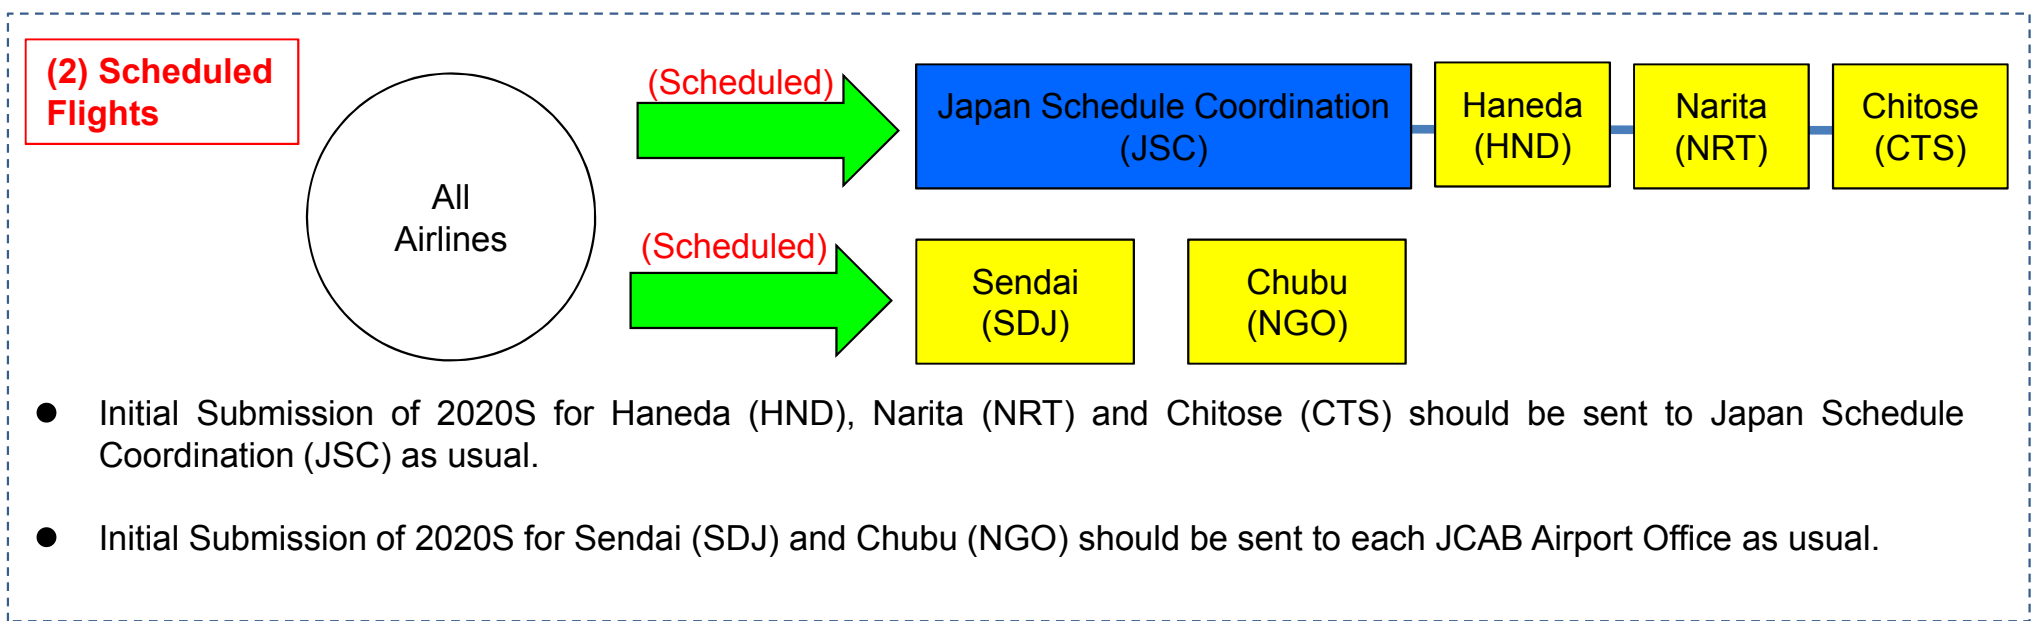 (2) Scheduled
Flights
All
Airlines
(Scheduled)
Japan Schedule Coordination
(JSC)
Haneda
(HND)
Narita
(NRT)
Chitose
(CTS)
(Scheduled)
Sendai
(SDJ)
Chubu
(NGO)
● Initial Submission of 2020S for Haneda (HND), Narita (NRT) and Chitose (CTS) should be sent to Japan Schedule
Coordination (JSC) as usual.
● Initial Submission of 2020S for Sendai (SDJ) and Chubu (NGO) should be sent to each JCAB Airport Office as usual.